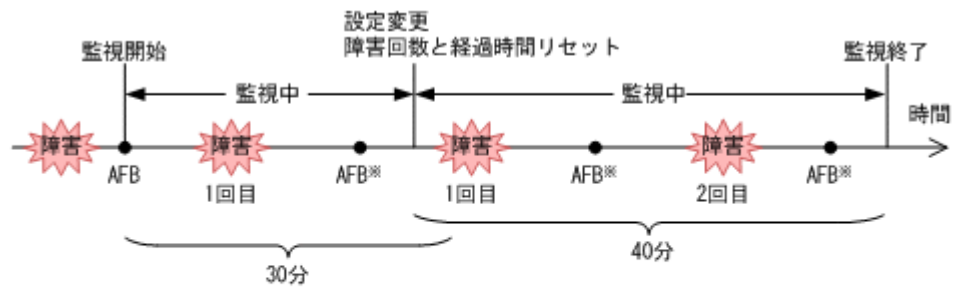 設定変更
障害回数と経過時間リセット
監視開始
監視終了
監視中
監視中
時間
障害
障害
障害
障害
AFB
AFB※
AFB※
AFB※
1回目
1回目
2回目
30分
40分